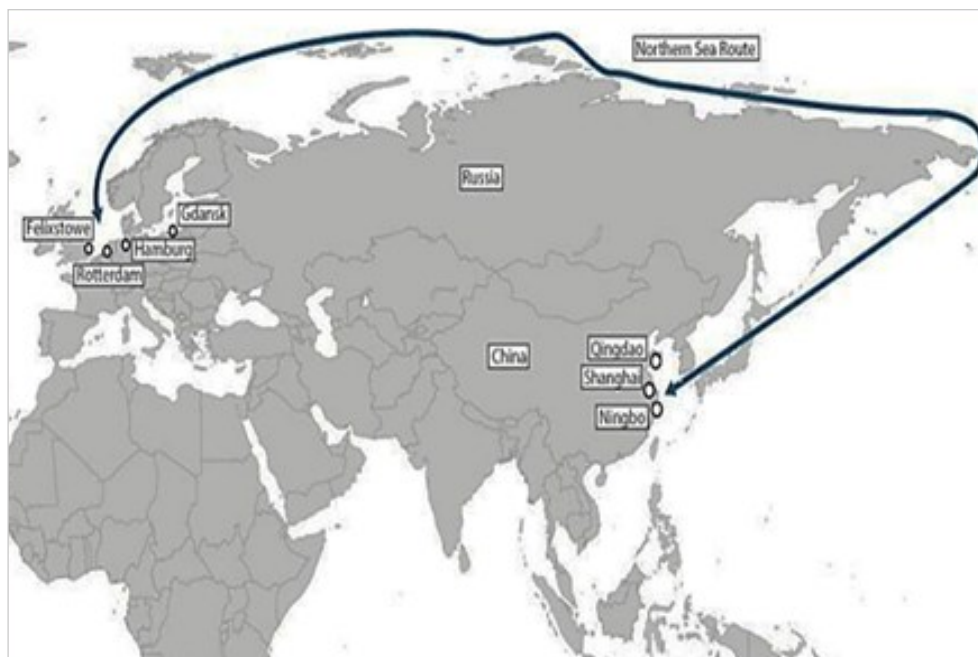 Northern Sea Route
Russia
Gdansk
Felixstowe
Hamburg
Rotterdam
China
Qingdao
Shanghai
Ningbo